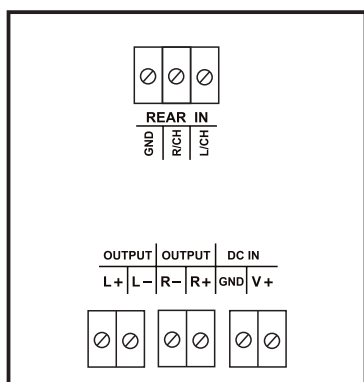 REAR IN
GND R/CH L/CH
OUTPUT OUTPUT DC IN
L+ L- R- R+ GND V+